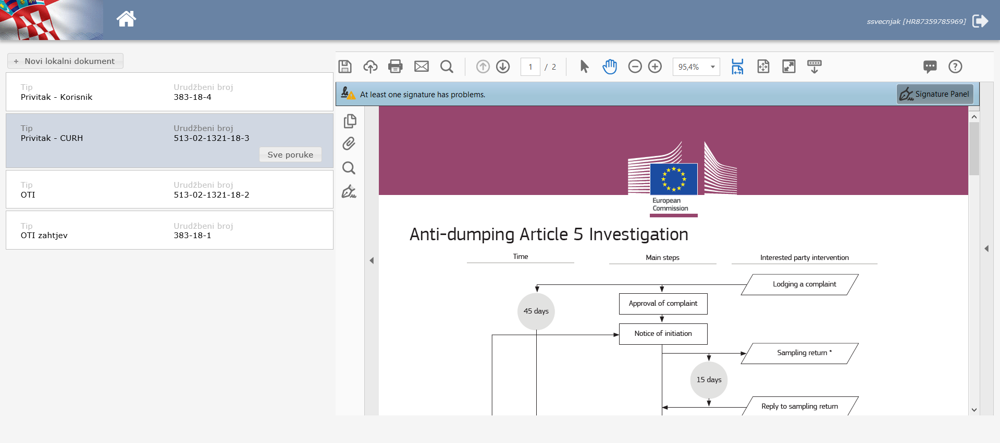 ssvecnjak [HR87359785969]
+ Novi lokalni dokument
Tip Urudžbeni broj
Privitak - Korisnik 383-18-4
Tip Urudžbeni broj
Privitak - CURH 513-02-1321-18-3
Sve poruke
Tip Urudžbeni broj
OTI 513-02-1321-18-2
Tip Urudžbeni broj
OTI zahtjev 383-18-1
1 / 2 95,4%
At least one signature has problems.
Signature Panel
European
Commission
Anti-dumping Article 5 Investigation
Time Main steps Interested party intervention
Lodging a complaint
Approval of complaint
45 days
Notice of initiation
Sampling return *
15 days
Reply to sampling return